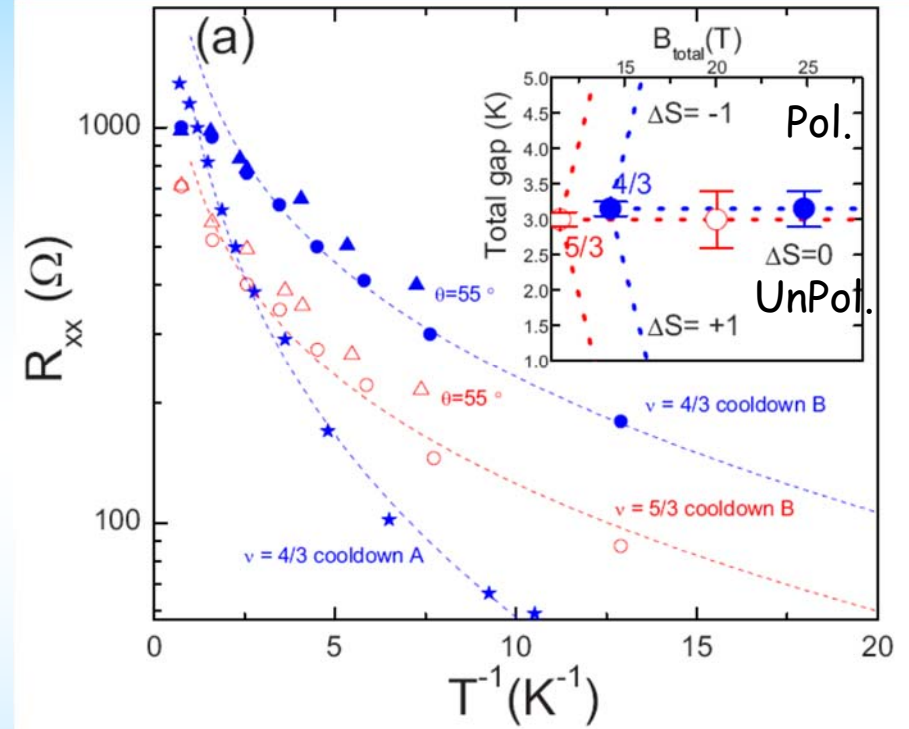 (a)
R_xx (Ω)
1000
100
0
5
10
15
20
T⁻¹(K⁻¹)
θ=55 °
θ=55 °
ν = 4/3 cooldown B
ν = 5/3 cooldown B
ν = 4/3 cooldown A
B_total(T)
15
20
25
Total gap (K)
5.0
4.5
4.0
3.5
3.0
2.5
2.0
1.5
1.0
ΔS= -1
Pol.
4/3
5/3
ΔS=0
UnPol.
ΔS= +1